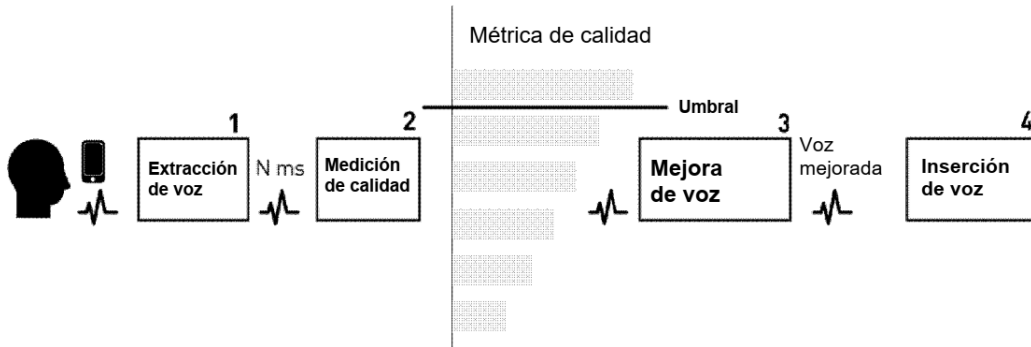 Métrica de calidad
Umbral
1
Extracción
de voz
N ms
2
Medición
de calidad
3
Mejora
de voz
Voz
mejorada
4
Inserción
de voz